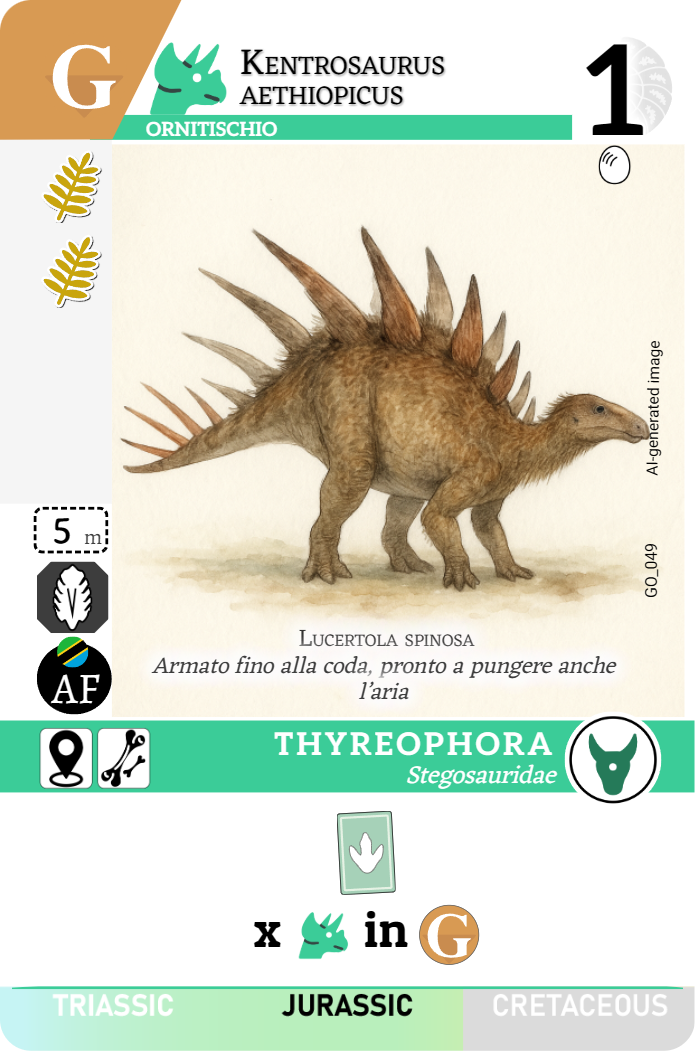 G
KENTROSAURUS
AETHIOPICUS
1
ORNITISCHIO
AI-generated image
GO_049
5 m
V
AF
LUCERTOLA SPINOSA
Armato fino alla coda, pronto a pungere anche
l'aria
THYREOPHORA
Stegosauridae
x in G
TRIASSIC JURASSIC CRETACEOUS